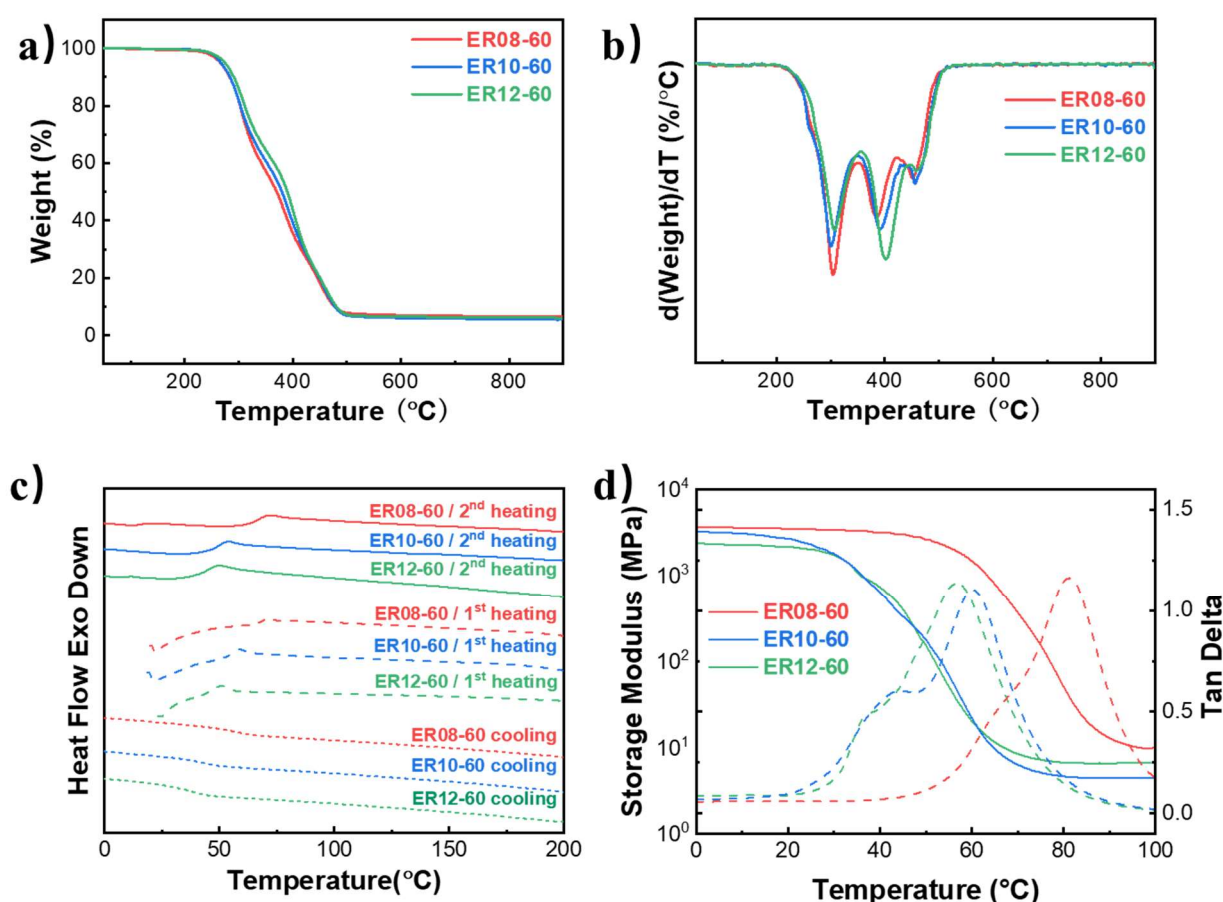 a)
ER08-60
ER10-60
ER12-60
100
80
60
40
20
0
Weight (%)
200
400
600
800
Temperature (°C)
b)
ER08-60
ER10-60
ER12-60
d(Weight)/dT (%/°C)
200
400
600
800
Temperature (°C)
c)
Heat Flow Exo Down
ER08-60 / 2nd heating
ER10-60 / 2nd heating
ER12-60 / 2nd heating
ER08-60 / 1st heating
ER10-60 / 1st heating
ER12-60 / 1st heating
ER08-60 cooling
ER10-60 cooling
ER12-60 cooling
0
50
100
150
200
Temperature(°C)
d)
10^4
10^3
10^2
10^1
10^0
Storage Modulus (MPa)
ER08-60
ER10-60
ER12-60
1.5
1.0
0.5
0.0
Tan Delta
0
20
40
60
80
100
Temperature (°C)